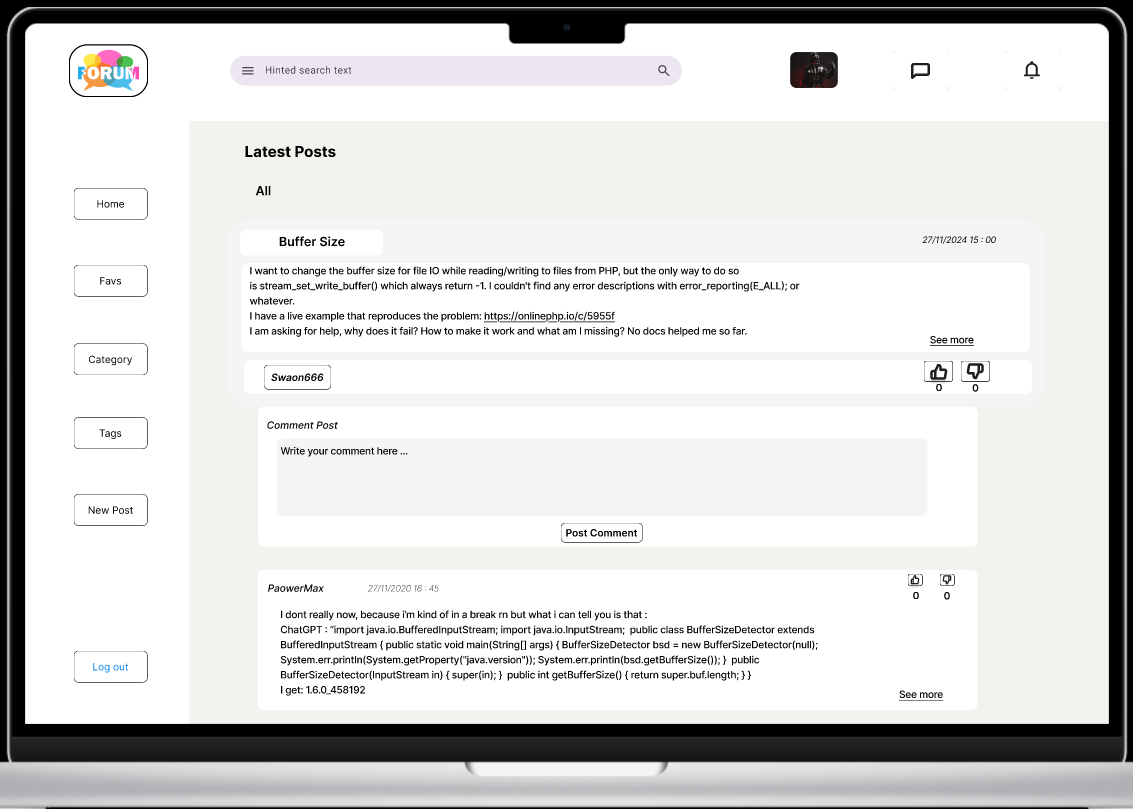 FORUM
Hinted search text
Latest Posts
All
Home
Favs
Category
Tags
New Post
Log out
Buffer Size
27/11/2024 15 : 00
I want to change the buffer size for file IO while reading/writing to files from PHP, but the only way to do so
is stream_set_write_buffer() which always return -1. I couldn't find any error descriptions with error_reporting(E_ALL); or
whatever.
I have a live example that reproduces the problem: https://onlinephp.io/c/5955f
I am asking for help, why does it fail? How to make it work and what am I missing? No docs helped me so far.
See more
Swaon666
0
0
Comment Post
Write your comment here ...
Post Comment
PaowerMax
27/11/2020 16 : 45
0
0
I dont really now, because i'm kind of in a break rn but what i can tell you is that :
ChatGPT : "import java.io.BufferedInputStream; import java.io.InputStream;  public class BufferSizeDetector extends
BufferedInputStream { public static void main(String[] args) { BufferSizeDetector bsd = new BufferSizeDetector(null);
System.err.println(System.getProperty("java.version")); System.err.println(bsd.getBufferSize()); }  public
BufferSizeDetector(InputStream in) { super(in); }  public int getBufferSize() { return super.buf.length; } }
I get: 1.6.0_458192
See more